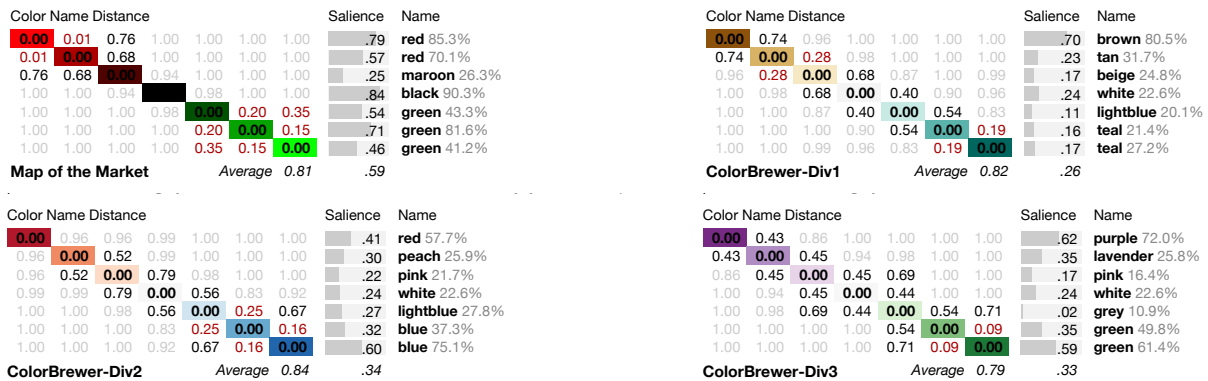 Color Name Distance Salience Name
0.00 0.01 0.76 1.00 1.00 1.00 1.00 .79 red 85.3%
0.01 0.00 0.68 1.00 1.00 1.00 1.00 .57 red 70.1%
0.76 0.68 0.00 0.94 1.00 1.00 1.00 .25 maroon 26.3%
1.00 1.00 0.94 0.98 1.00 1.00 .84 black 90.3%
1.00 1.00 1.00 0.98 0.00 0.20 0.35 .54 green 43.3%
1.00 1.00 1.00 1.00 0.20 0.00 0.15 .71 green 81.6%
1.00 1.00 1.00 1.00 0.35 0.15 0.00 .46 green 41.2%
Map of the Market Average 0.81 .59
Color Name Distance Salience Name
0.00 0.74 0.96 1.00 1.00 1.00 1.00 .70 brown 80.5%
0.74 0.00 0.28 0.98 1.00 1.00 1.00 .23 tan 31.7%
0.96 0.28 0.00 0.68 0.87 1.00 0.99 .17 beige 24.8%
1.00 0.98 0.68 0.00 0.40 0.90 0.96 .24 white 22.6%
1.00 1.00 0.87 0.40 0.00 0.54 0.83 .11 lightblue 20.1%
1.00 1.00 1.00 0.90 0.54 0.00 0.19 .16 teal 21.4%
1.00 1.00 0.99 0.96 0.83 0.19 0.00 .17 teal 27.2%
ColorBrewer-Div1 Average 0.82 .26
Color Name Distance Salience Name
0.00 0.96 0.96 0.99 1.00 1.00 1.00 .41 red 57.7%
0.96 0.00 0.52 0.99 1.00 1.00 1.00 .30 peach 25.9%
0.96 0.52 0.00 0.79 0.98 1.00 1.00 .22 pink 21.7%
0.99 0.99 0.79 0.00 0.56 0.83 0.92 .24 white 22.6%
1.00 1.00 0.98 0.56 0.00 0.25 0.67 .27 lightblue 27.8%
1.00 1.00 1.00 0.83 0.25 0.00 0.16 .32 blue 37.3%
1.00 1.00 1.00 0.92 0.67 0.16 0.00 .60 blue 75.1%
ColorBrewer-Div2 Average 0.84 .34
Color Name Distance Salience Name
0.00 0.43 0.86 1.00 1.00 1.00 1.00 .62 purple 72.0%
0.43 0.00 0.45 0.94 0.98 1.00 1.00 .35 lavender 25.8%
0.86 0.45 0.00 0.45 0.69 1.00 1.00 .17 pink 16.4%
1.00 0.94 0.45 0.00 0.44 1.00 1.00 .24 white 22.6%
1.00 0.98 0.69 0.44 0.00 0.54 0.71 .02 grey 10.9%
1.00 1.00 1.00 1.00 0.54 0.00 0.09 .35 green 49.8%
1.00 1.00 1.00 1.00 0.71 0.09 0.00 .59 green 61.4%
ColorBrewer-Div3 Average 0.79 .33